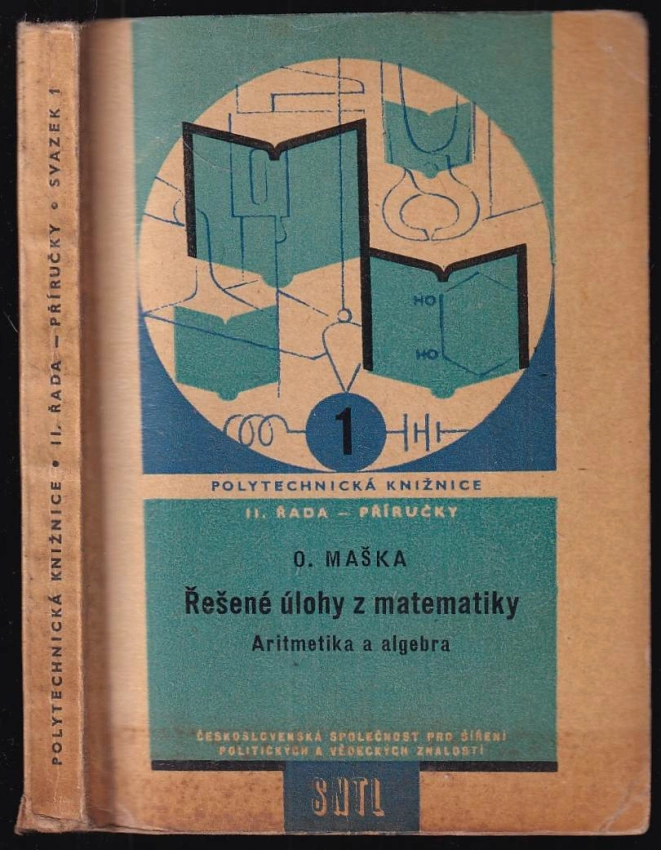 POLYTECHNICKÁ KNIŽNICE • II. ŘADA – PŘÍRUČKY • SVAZEK 1
HO
HO
1
POLYTECHNICKÁ KNIŽNICE
II. ŘADA – PŘÍRUČKY
O. MAŠKA
Řešené úlohy z matematiky
Aritmetika a algebra
ČESKOSLOVENSKÁ SPOLEČNOST PRO ŠÍŘENÍ
POLITICKÝCH A VĚDECKÝCH ZNALOSTÍ
SNTL